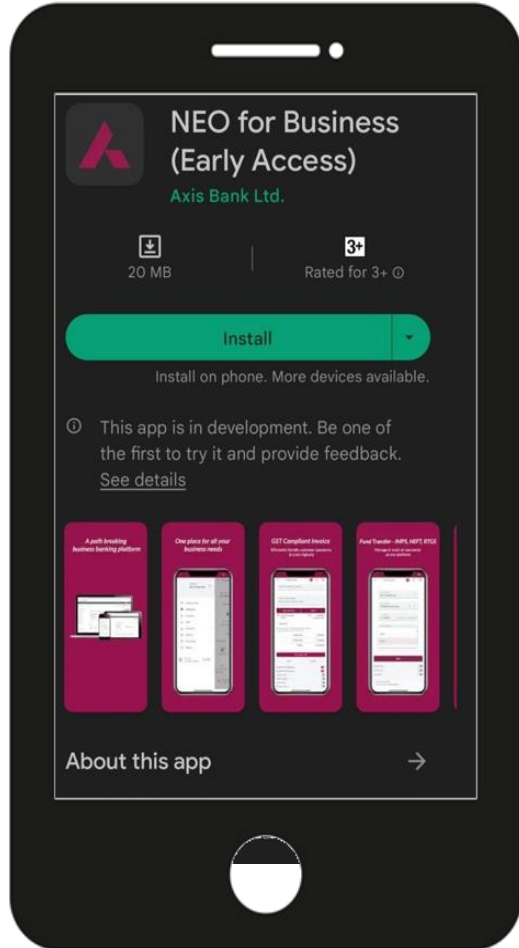 NEO for Business
(Early Access)
Axis Bank Ltd.
20 MB
3+
Rated for 3+
Install
Install on phone. More devices available.
This app is in development. Be one of
the first to try it and provide feedback.
See details
A path breaking
business banking platform
One place for all your
business needs
GST Compliant Invoice
Fund Transfer - IMPS, NEFT, RTGS
About this app